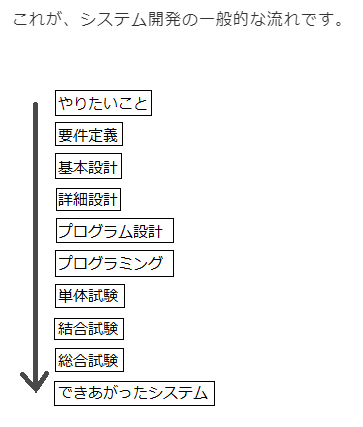 これが、システム開発の一般的な流れです。
やりたいこと
要件定義
基本設計
詳細設計
プログラム設計
プログラミング
単体試験
結合試験
総合試験
できあがったシステム